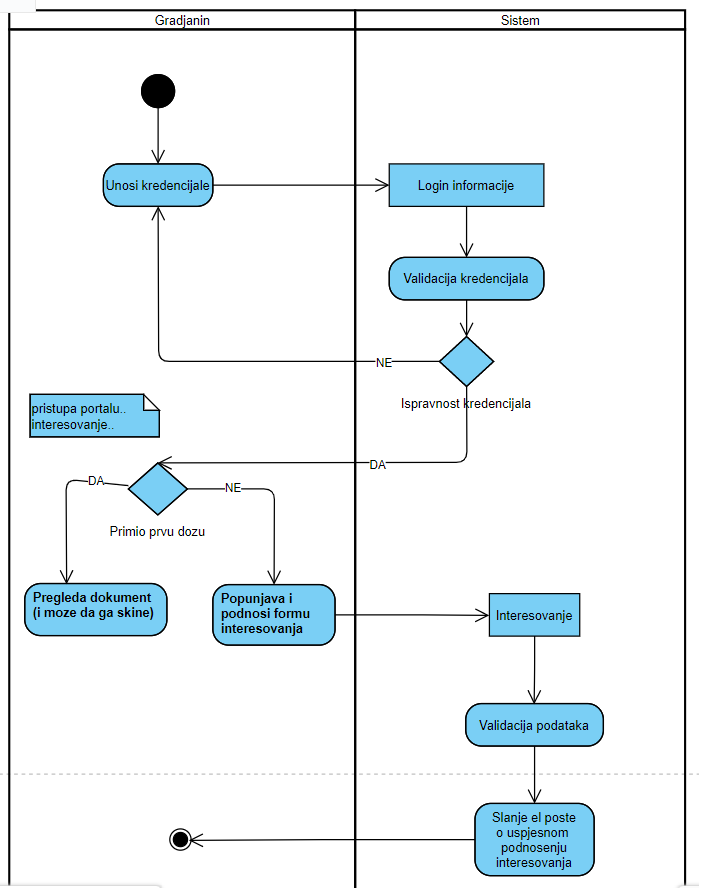 Gradjanin
Sistem
Unosi kredencijale
Login informacije
Validacija kredencijala
NE
Ispravnost kredencijala
pristupa portalu..
interesovanje..
DA
DA
NE
Primio prvu dozu
Pregleda dokument
(i moze da ga skine)
Popunjava i
podnosi formu
interesovanja
Interesovanje
Validacija podataka
Slanje el poste
o uspjesnom
podnosenju
interesovanja